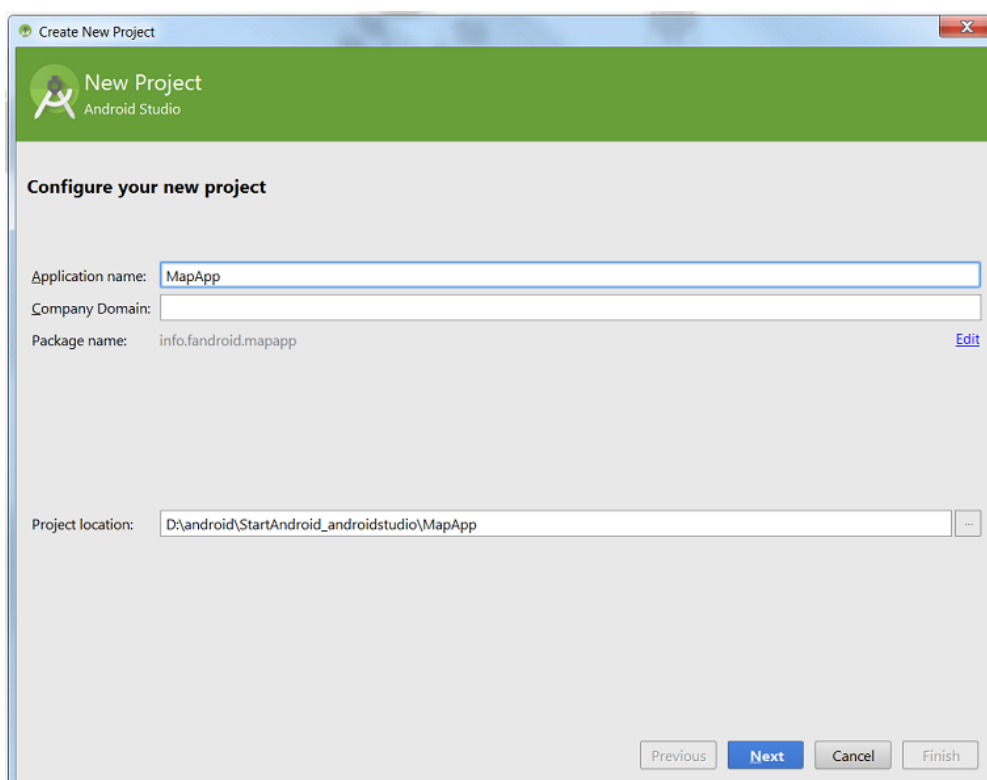 Create New Project
New Project
Android Studio
Configure your new project
Application name: MapApp
Company Domain:
Package name: info.fandroid.mapapp Edit
Project location: D:\android\StartAndroid_androidstudio\MapApp ...
Previous Next Cancel Finish